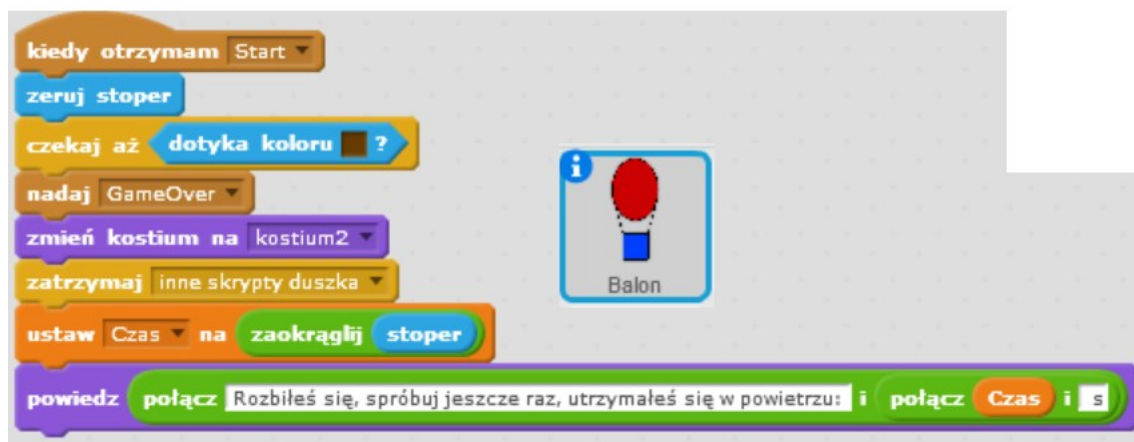 kiedy otrzymam Start
zeruj stoper
czekaj aż dotyka koloru ?
nadaj GameOver
zmień kostium na kostium2
zatrzymaj inne skrypty duszka
ustaw Czas na zaokrąglij stoper
powiedz połącz Rozbiłeś się, spróbuj jeszcze raz, utrzymałeś się w powietrzu: i połącz Czas i s
i
Balon